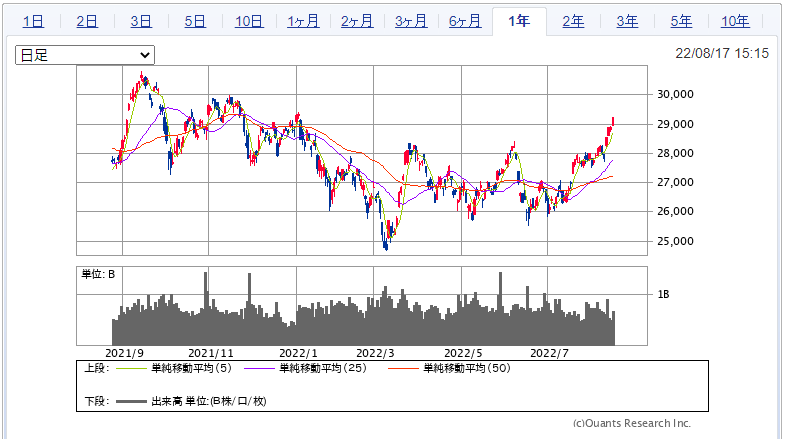 1日 2日 3日 5日 10日 1ヶ月 2ヶ月 3ヶ月 6ヶ月 1年 2年 3年 5年 10年
日足 22/08/17 15:15
30,000
29,000
28,000
27,000
26,000
25,000
単位: B
1B
2021/9 2021/11 2022/1 2022/3 2022/5 2022/7
上段: 単純移動平均(5) 単純移動平均(25) 単純移動平均(50)
下段: 出来高 単位:(B株/口/枚)
(c)Quants Research Inc.